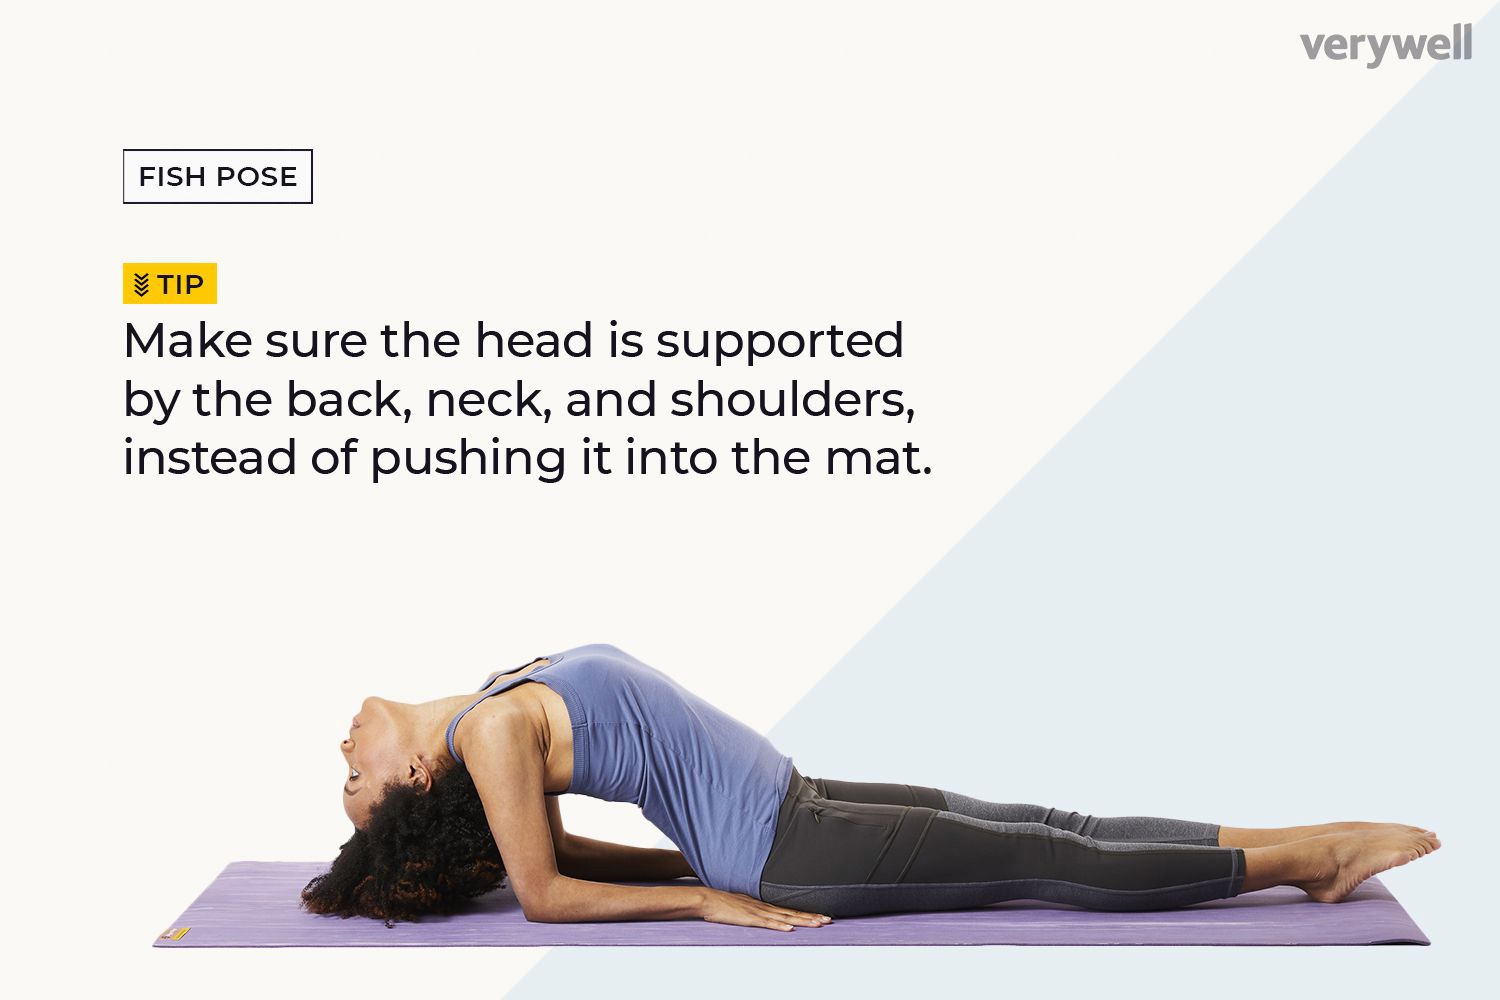 verywell
FISH POSE
TIP
Make sure the head is supported
by the back, neck, and shoulders,
instead of pushing it into the mat.